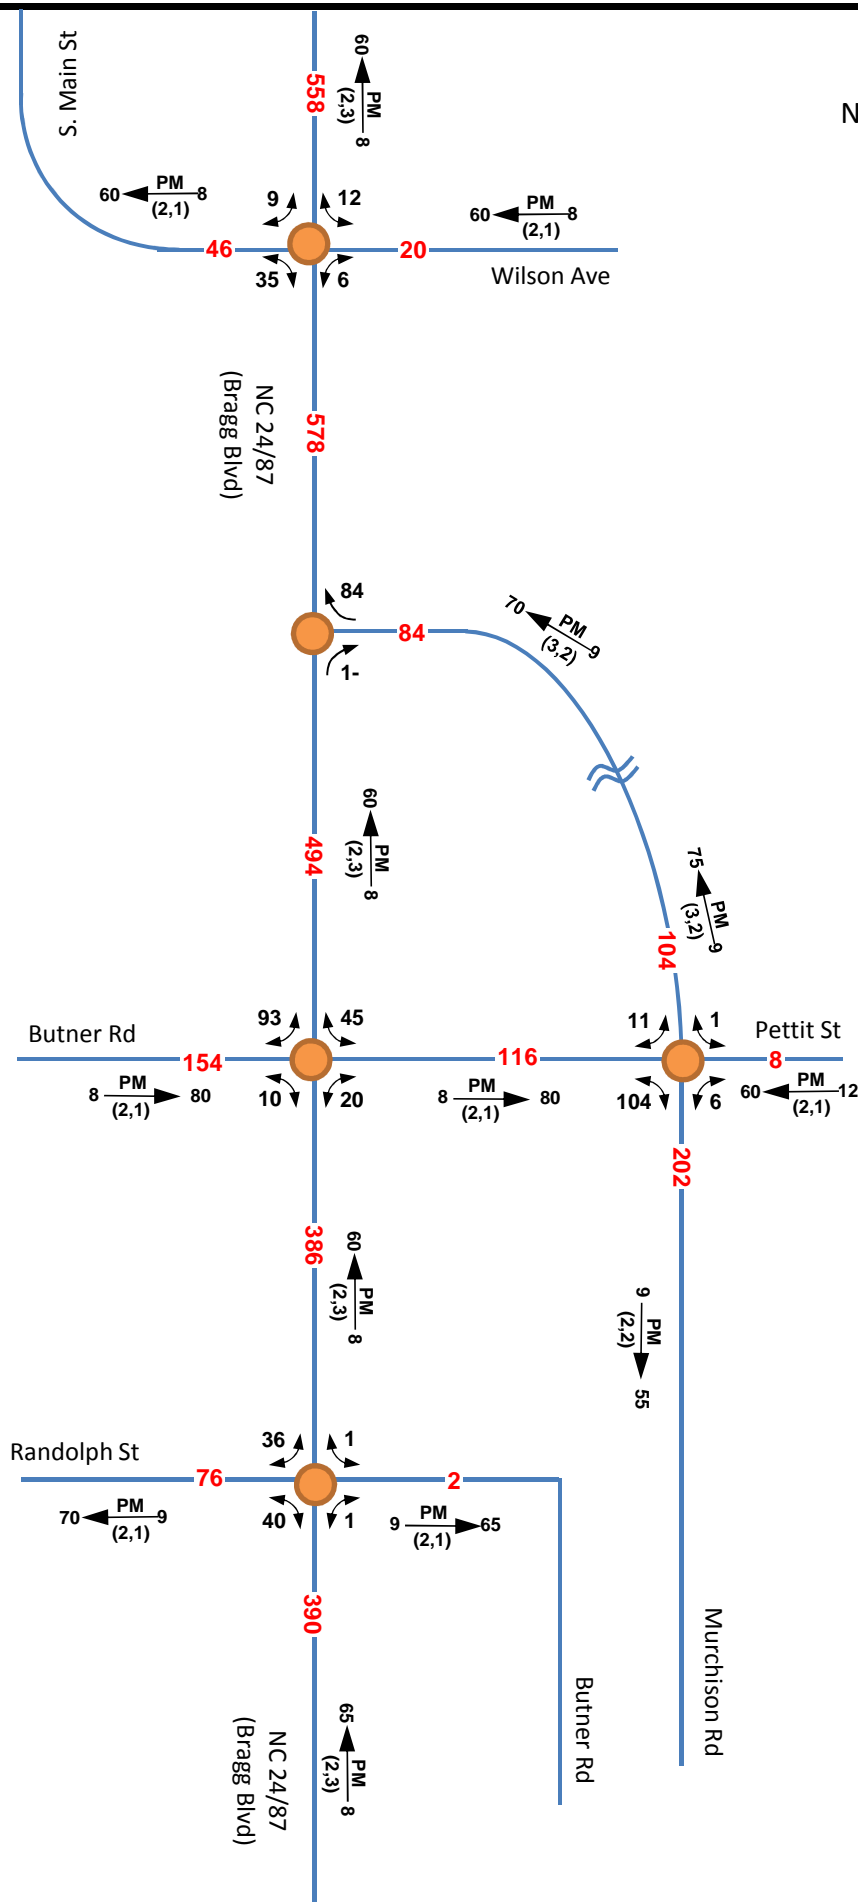 S. Main St
558
60
PM
(2,3)
8
N
60
PM
8
(2,1)
9
12
60
PM
8
(2,1)
46
20
35
6
Wilson Ave
NC 24/87
(Bragg Blvd)
578
84
84
1-
70
PM
9
(3,2)
60
PM
(2,3)
8
494
75
PM
(3,2)
9
104
93
45
11
1
Butner Rd
Pettit St
154
116
8
8
PM
80
(2,1)
10
20
8
PM
80
(2,1)
104
6
60
PM
12
(2,1)
202
386
60
PM
(2,3)
8
9
PM
(2,2)
55
36
1
Randolph St
76
2
70
PM
9
(2,1)
40
1
9
PM
65
(2,1)
390
Murchison Rd
Butner Rd
NC 24/87
(Bragg Blvd)
65
PM
(2,3)
8